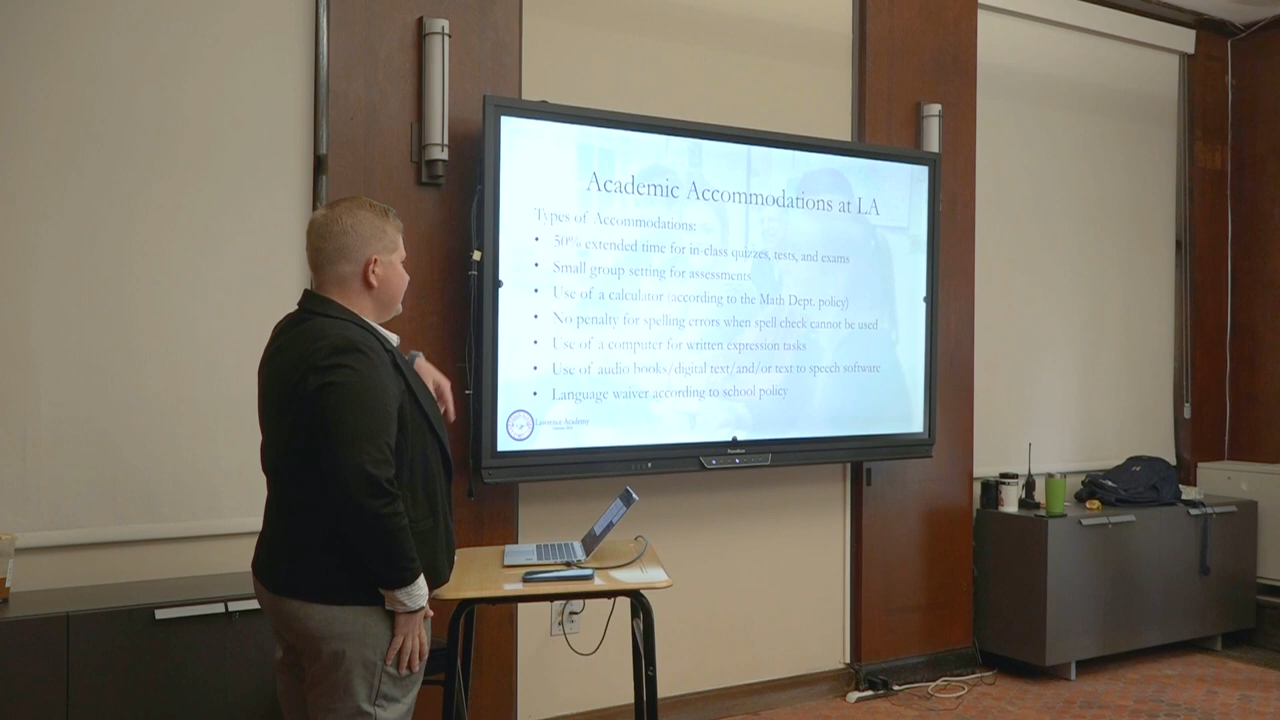 Academic Accommodations at LA
Types of Accommodations:
• 50% extended time for in-class quizzes, tests, and exams
• Small group setting for assessments
• Use of a calculator (according to the Math Dept. policy)
• No penalty for spelling errors when spell check cannot be used
• Use of a computer for written expression tasks
• Use of audio books/digital text/and/or text to speech software
• Language waiver according to school policy
Lawrence Academy